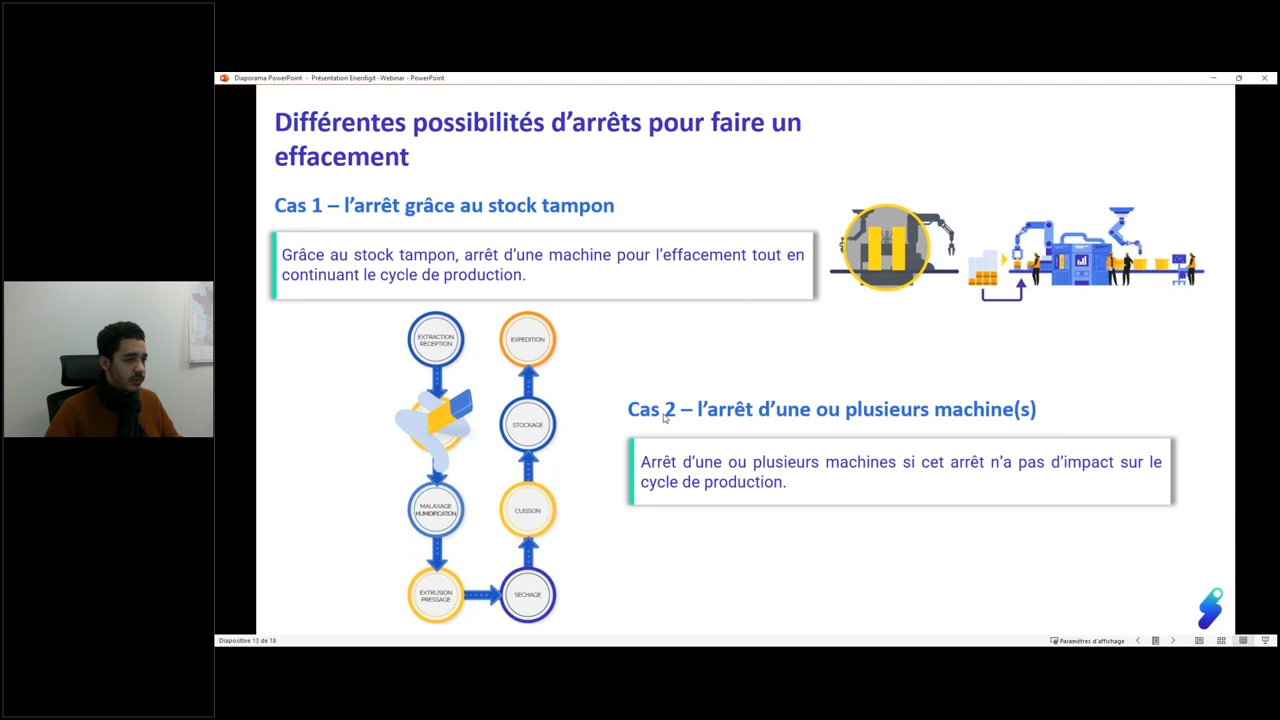 Diaporama PowerPoint - Présentation Enerdigit -Webinar - PowerPoint
Différentes possibilités d'arrêts pour faire un
effacement
Cas 1 – l'arrêt grâce au stock tampon
Grâce au stock tampon, arrêt d'une machine pour l'effacement tout en
continuant le cycle de production.
EXTRACTION
RÉCEPTION
EXPEDITION
STOCKAGE
MALAXAGE
HUMIDIFICATION
CUISSON
EXTRUSION
PRESSAGE
SÉCHAGE
Cas 2 – l'arrêt d'une ou plusieurs machine(s)
Arrêt d'une ou plusieurs machines si cet arrêt n'a pas d'impact sur le
cycle de production.
Diapositive 13 de 18
Paramètres d'affichage